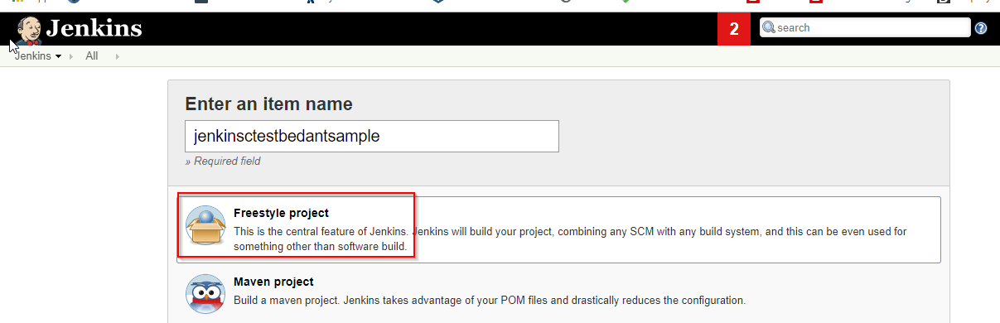 Jenkins
2
search
Jenkins
All
Enter an item name
jenkinsctestbedantsample
» Required field
Freestyle project
This is the central feature of Jenkins. Jenkins will build your project, combining any SCM with any build system, and this can be even used for
something other than software build.
Maven project
Build a maven project. Jenkins takes advantage of your POM files and drastically reduces the configuration.